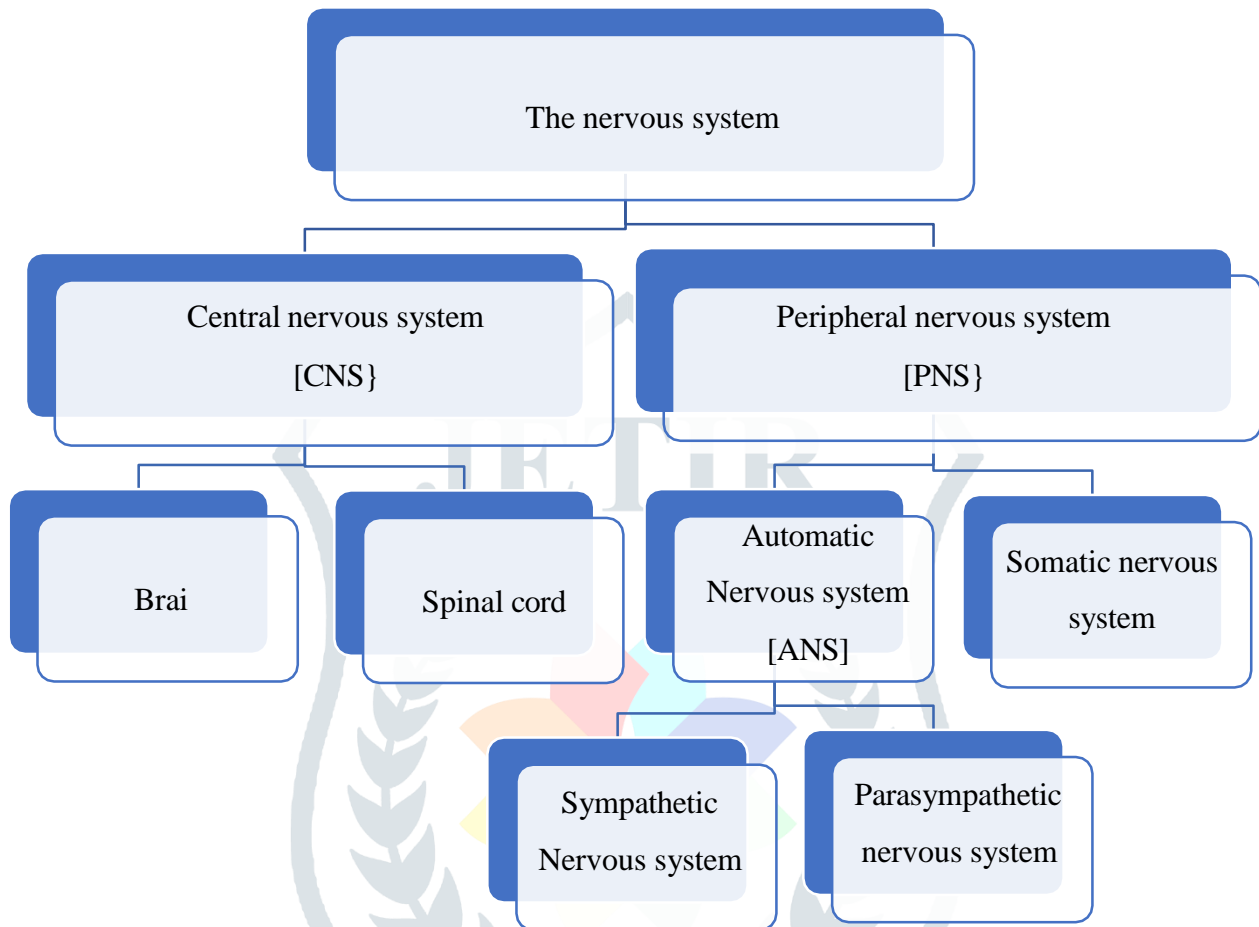 The nervous system
Central nervous system
[CNS}
Peripheral nervous system
[PNS}
JETIR
Brai
Spinal cord
Automatic
Nervous system
[ANS]
Somatic nervous
system
Sympathetic
Nervous system
Parasympathetic
nervous system